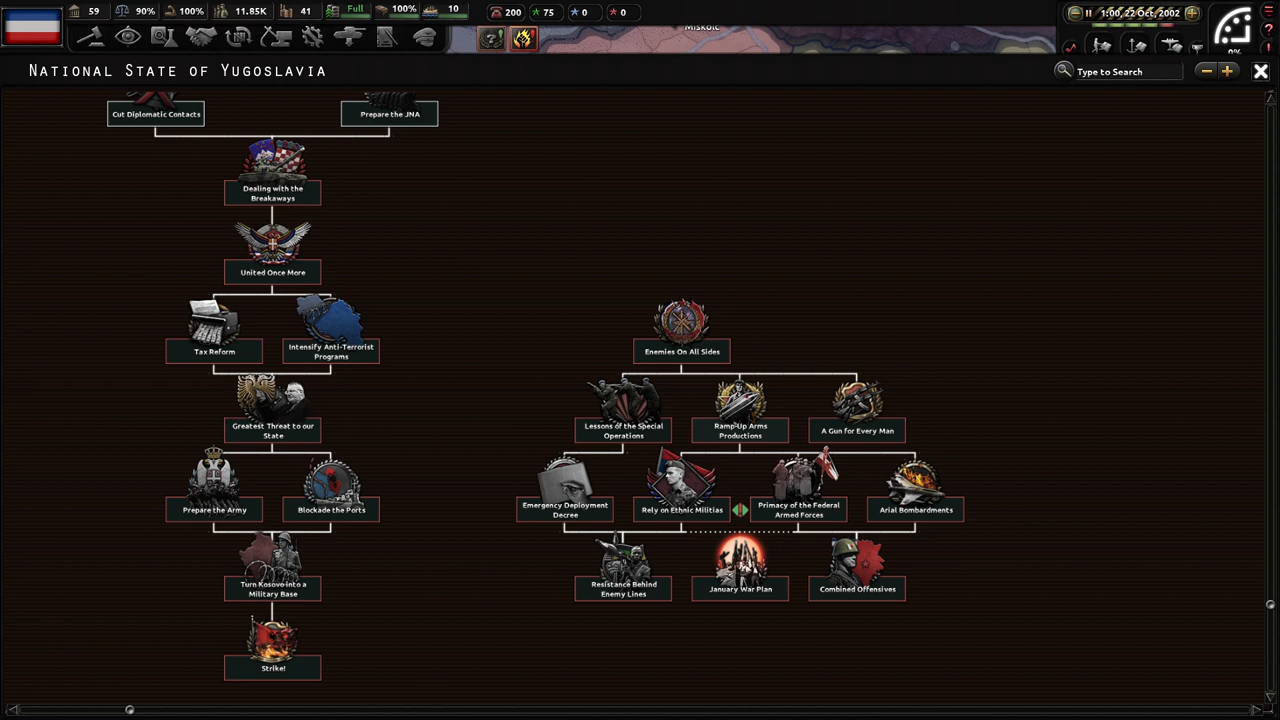 59
90%
100%
11.85K
41
Full
100%
10
200
75
0
0
1:00, 22 Oct, 2002
0%
Miskolc
National State of Yugoslavia
Type to Search
Cut Diplomatic Contacts
Prepare the JNA
Dealing with the
Breakaways
United Once More
Tax Reform
Intensify Anti-Terrorist
Programs
Enemies On All Sides
Greatest Threat to our
State
Lessons of the Special
Operations
Ramp Up Arms
Productions
A Gun for Every Man
Prepare the Army
Blockade the Ports
Emergency Deployment
Decree
Rely on Ethnic Militias
Primacy of the Federal
Armed Forces
Arial Bombardments
Turn Kosovo into a
Military Base
Resistance Behind
Enemy Lines
January War Plan
Combined Offensives
Strike!